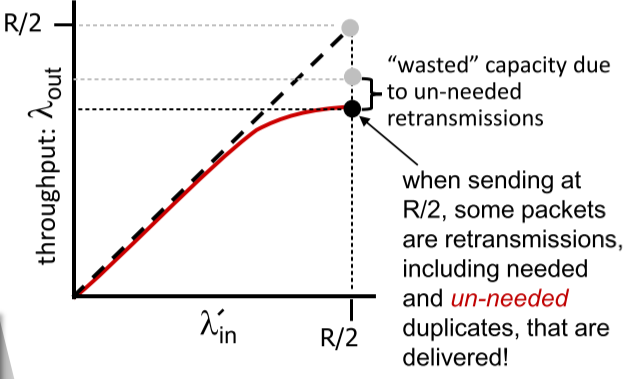 R/2
throughput: λout
“wasted” capacity due
to un-needed
retransmissions
when sending at
R/2, some packets
are retransmissions,
including needed
and un-needed
duplicates, that are
delivered!
λ′in
R/2